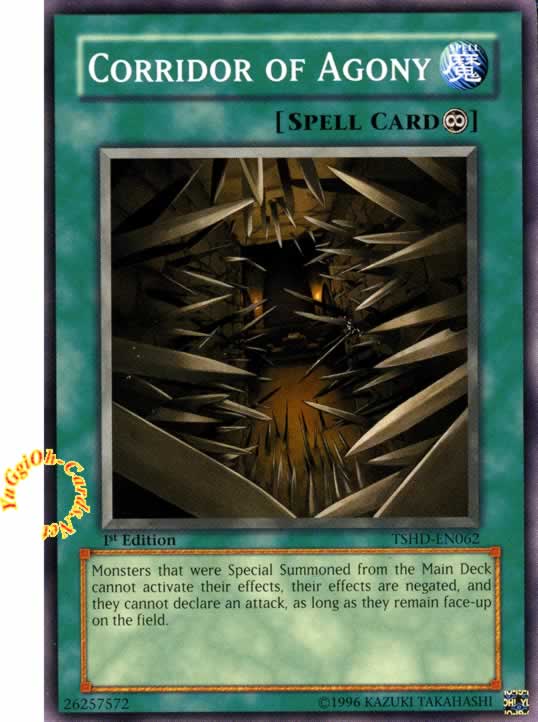 CORRIDOR OF AGONY
SPELL
魔
[SPELL CARD]
YuGgiOh-Cards.Net
1st Edition
TSHD-EN062
Monsters that were Special Summoned from the Main Deck
cannot activate their effects, their effects are negated, and
they cannot declare an attack, as long as they remain face-up
on the field.
26257572
©1996 KAZUKI TAKAHASHI